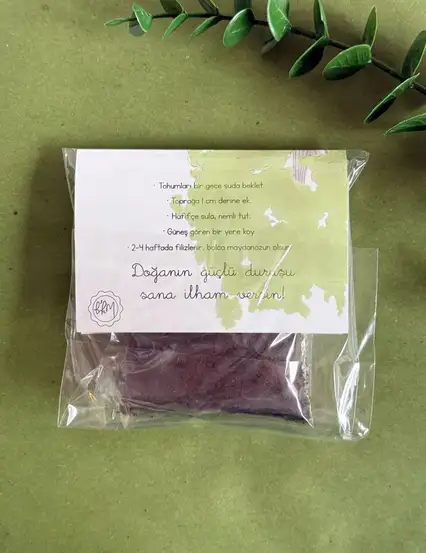 · Tohumları bir gece suda beklet.
· Toprağa 1 cm derine ek.
· Hafifçe sula, nemli tut.
· Güneş gören bir yere koy.
· 2-4 haftada filizlenir, bolca maydanozun olsun
Doğanın güçlü duruşu
sana ilham versin!